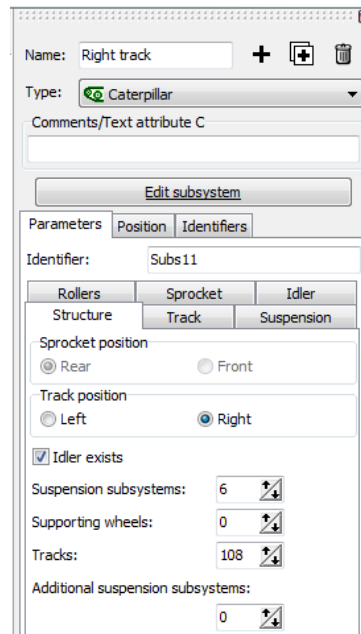 Name: Right track
Type: Caterpillar
Comments/Text attribute C
Edit subsystem
Parameters Position Identifiers
Identifier: Subs11
Rollers Sprocket Idler
Structure Track Suspension
Sprocket position
Rear Front
Track position
Left Right
Idler exists
Suspension subsystems: 6
Supporting wheels: 0
Tracks: 108
Additional suspension subsystems:
0